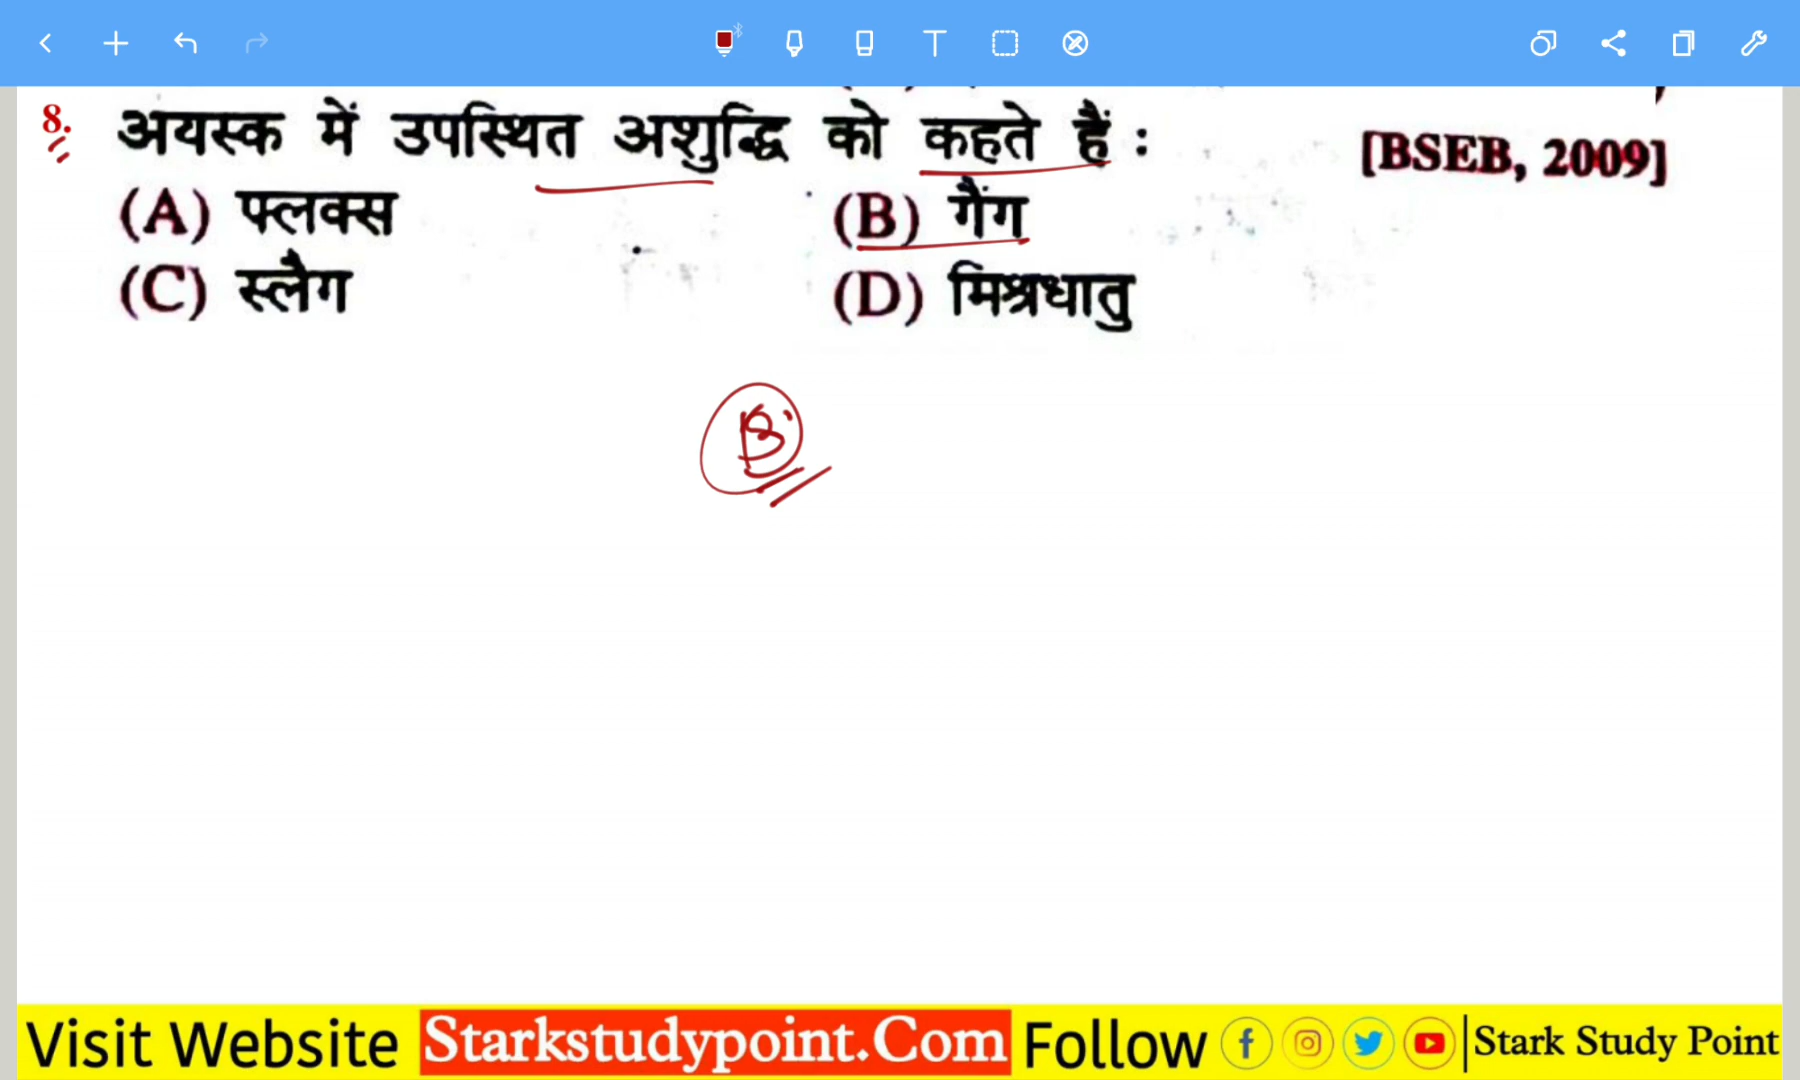 8. अयस्क में उपस्थित अशुद्धि को कहते हैं : [BSEB, 2009]
(A) फ्लक्स (B) गैंग
(C) स्लैग (D) मिश्रधातु
B
Visit Website Starkstudypoint.Com Follow Stark Study Point